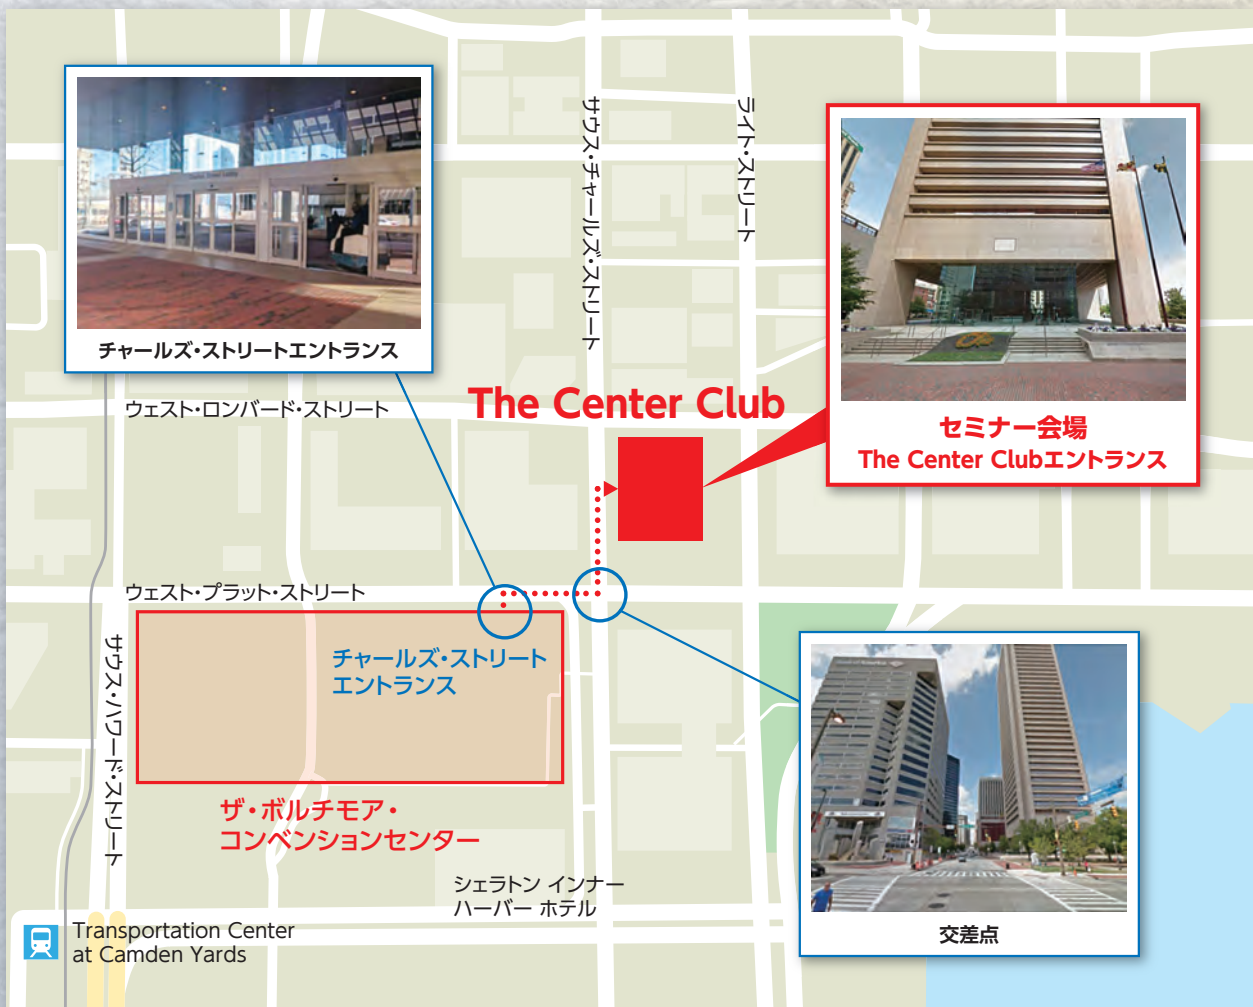 サウス・チャールズ・ストリート
ライト・ストリート
チャールズ・ストリートエントランス
ウェスト・ロンバード・ストリート
The Center Club
セミナー会場
The Center Clubエントランス
ウェスト・プラット・ストリート
サウス・ハワード・ストリート
チャールズ・ストリート
エントランス
ザ・ボルチモア・
コンベンションセンター
シェラトン インナー
ハーバー ホテル
Transportation Center
at Camden Yards
交差点